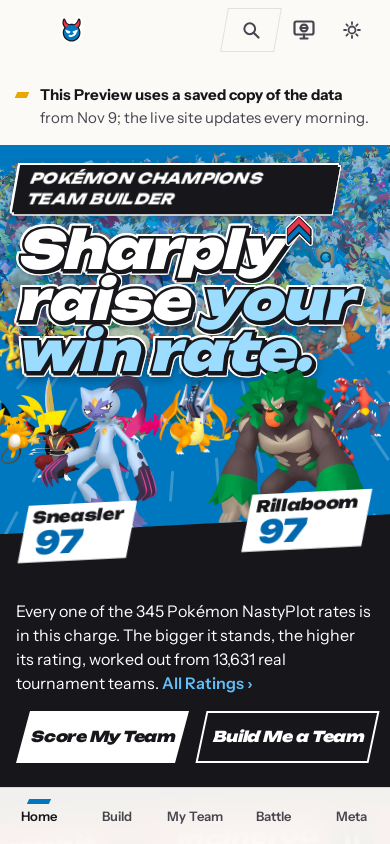 This Preview uses a saved copy of the data
from Nov 9; the live site updates every morning.
POKÉMON CHAMPIONS
TEAM BUILDER
Sharply
raise your
win rate.
Sneasler
97
Rillaboom
97
Every one of the 345 Pokémon NastyPlot rates is
in this charge. The bigger it stands, the higher
its rating, worked out from 13,631 real
tournament teams. All Ratings ›
Score My Team
Build Me a Team
Home
Build
My Team
Battle
Meta